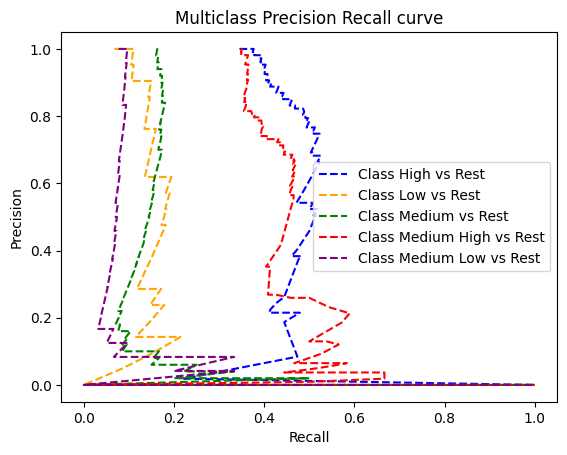 Multiclass Precision Recall curve
Precision
1.0
0.8
0.6
0.4
0.2
0.0
Class High vs Rest
Class Low vs Rest
Class Medium vs Rest
Class Medium High vs Rest
Class Medium Low vs Rest
0.0 0.2 0.4 0.6 0.8 1.0
Recall